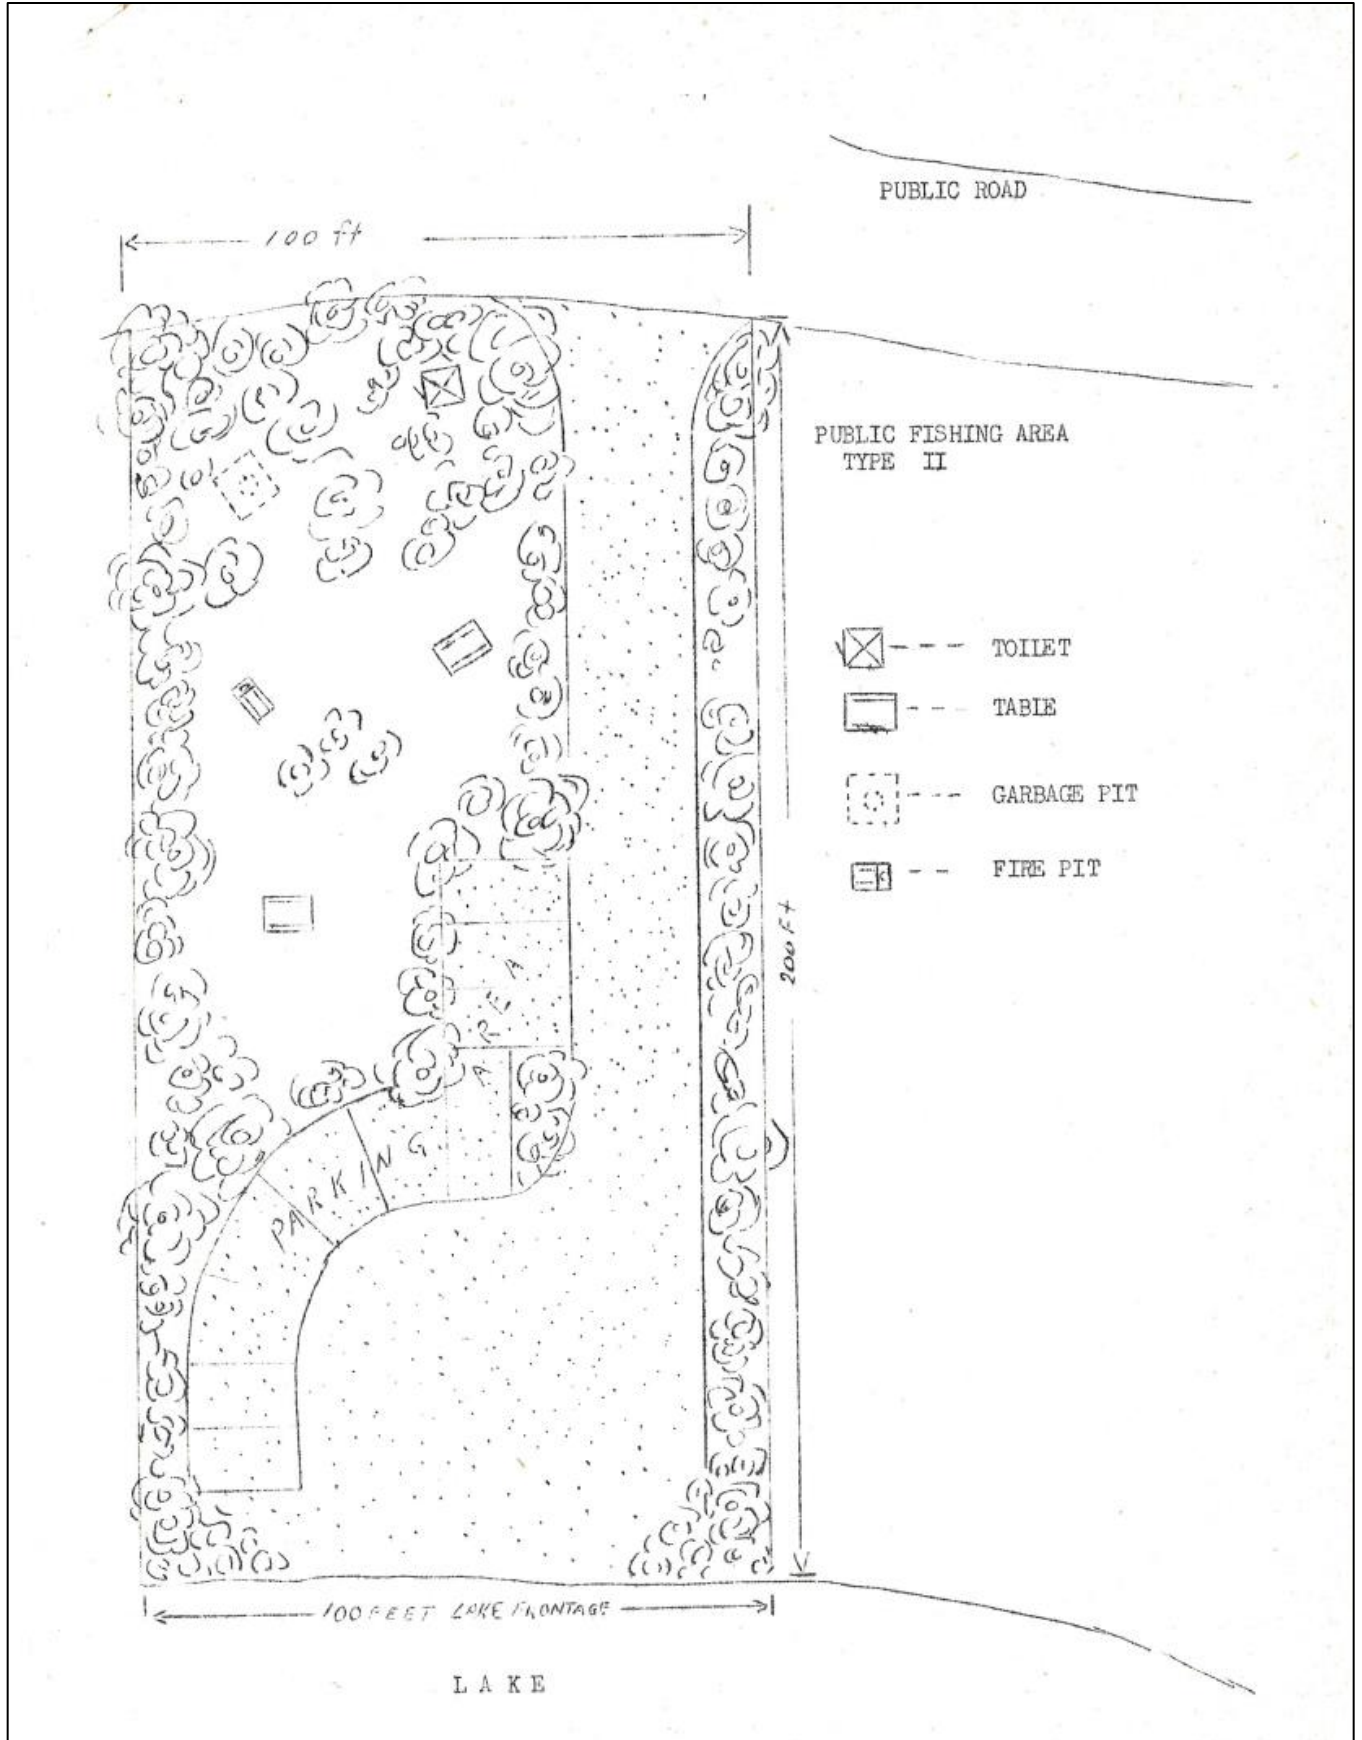 PUBLIC ROAD
100 ft
PUBLIC FISHING AREA
TYPE II
TOILET
TABLE
GARBAGE PIT
FIRE PIT
200 Ft
PARKING AREA
100 FEET LAKE FRONTAGE
LAKE